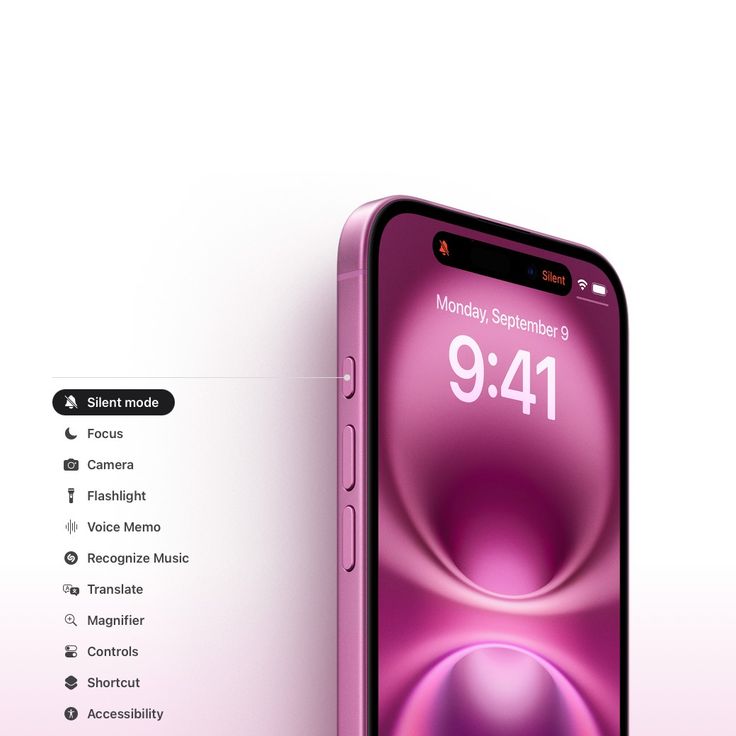 Silent
Monday, September 9
9:41
Silent mode
Focus
Camera
Flashlight
Voice Memo
Recognize Music
Translate
Magnifier
Controls
Shortcut
Accessibility